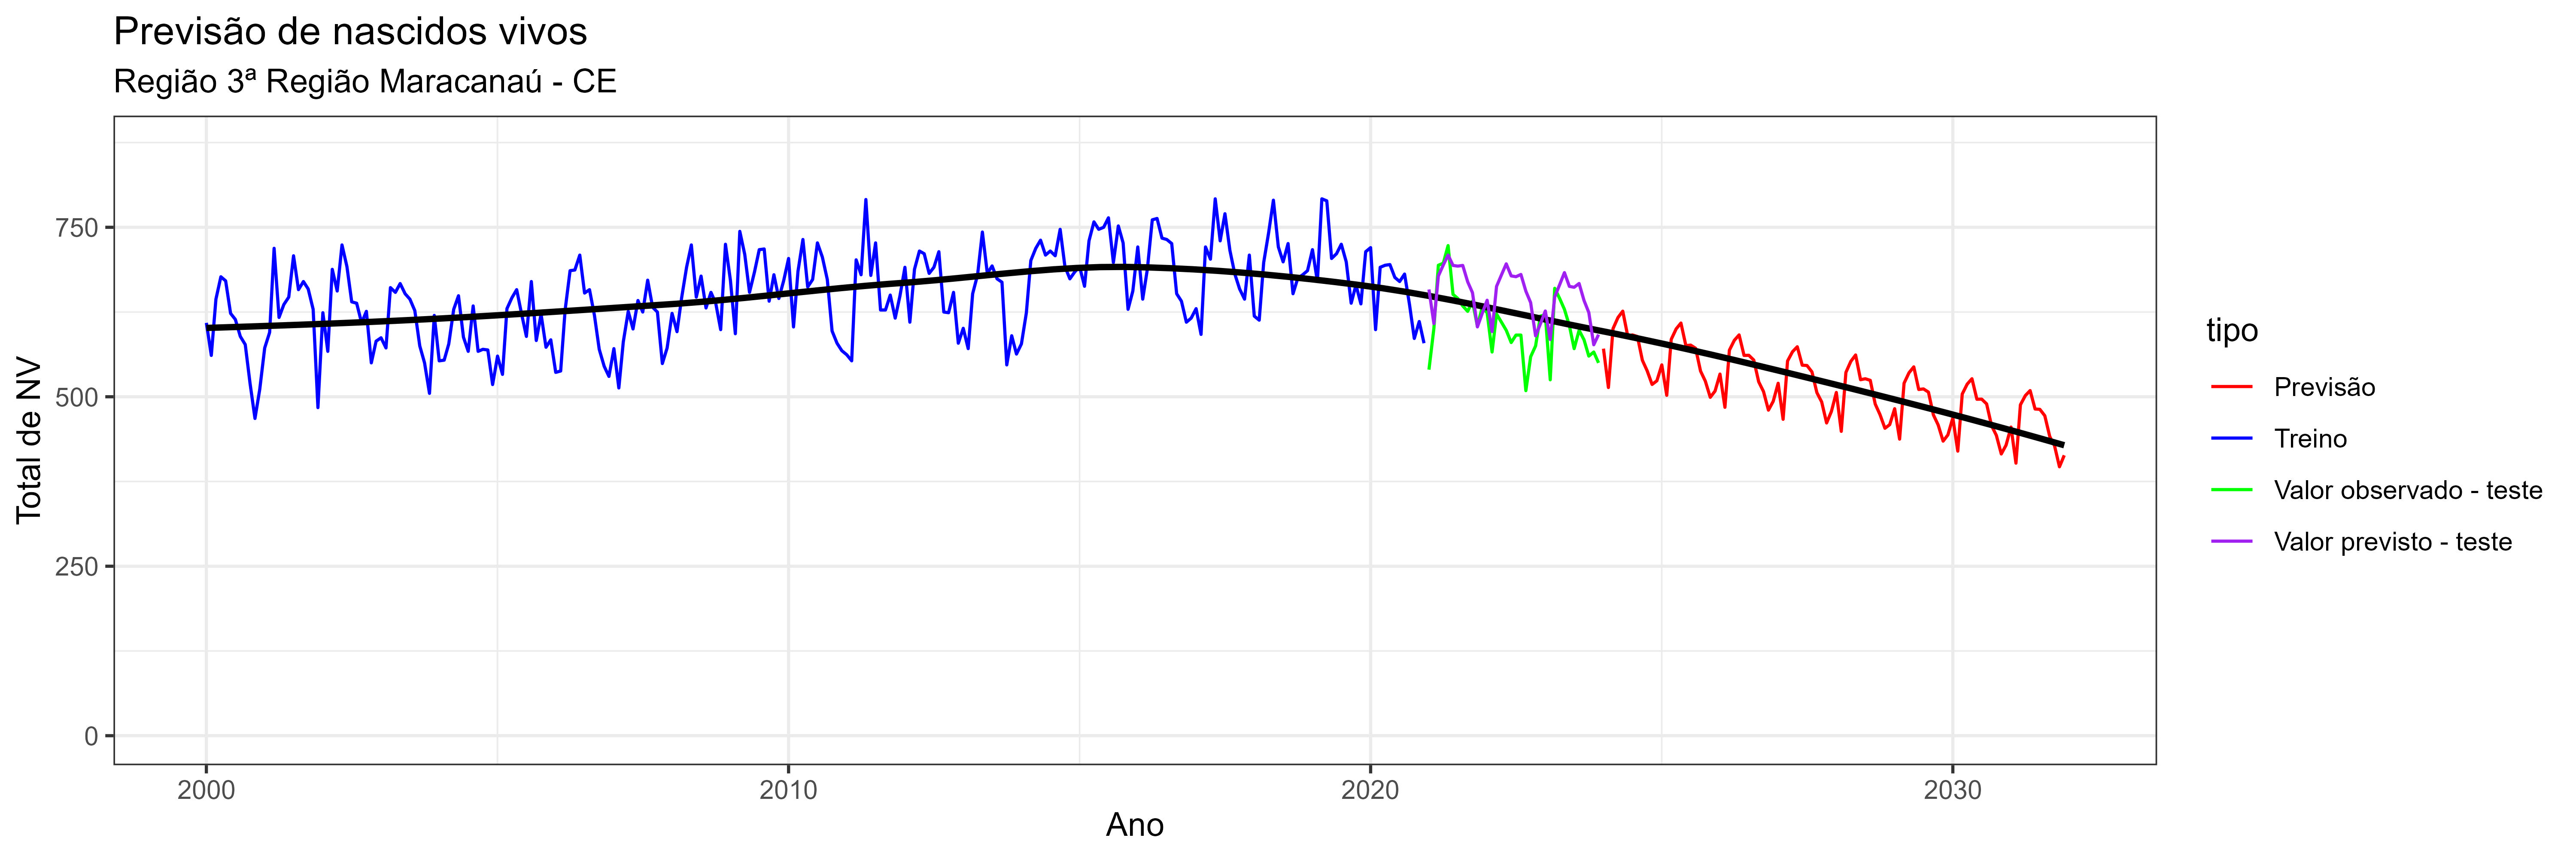 Previsão de nascidos vivos
Região 3ª Região Maracanaú - CE
Total de NV
750
500
250
0
2000
2010
2020
2030
Ano
tipo
Previsão
Treino
Valor observado - teste
Valor previsto - teste